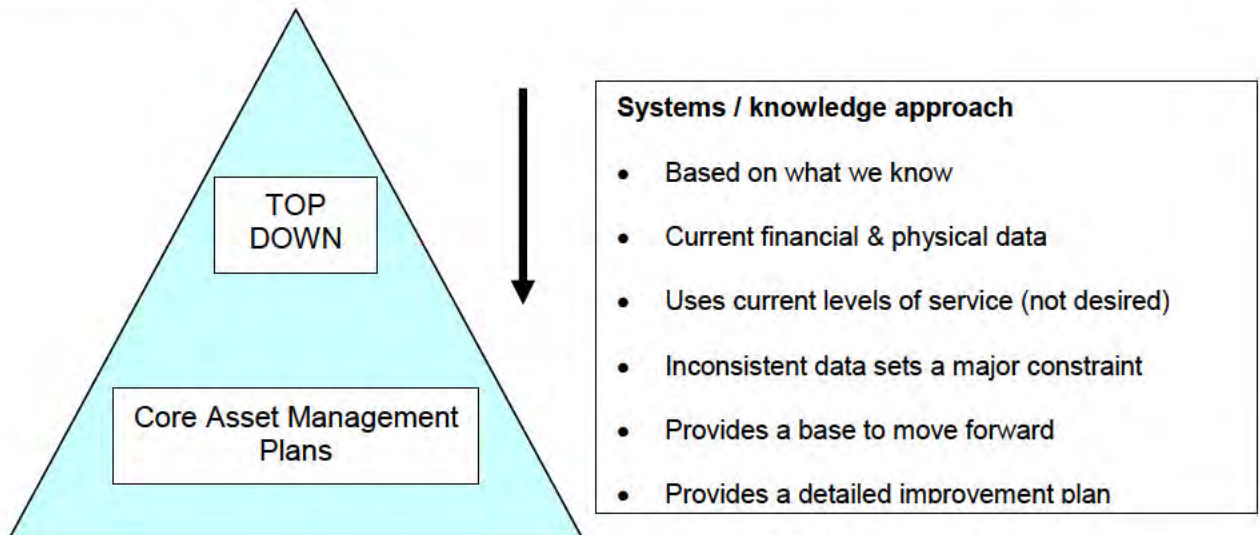 TOP
DOWN
Core Asset Management
Plans
Systems / knowledge approach
• Based on what we know
• Current financial & physical data
• Uses current levels of service (not desired)
• Inconsistent data sets a major constraint
• Provides a base to move forward
• Provides a detailed improvement plan